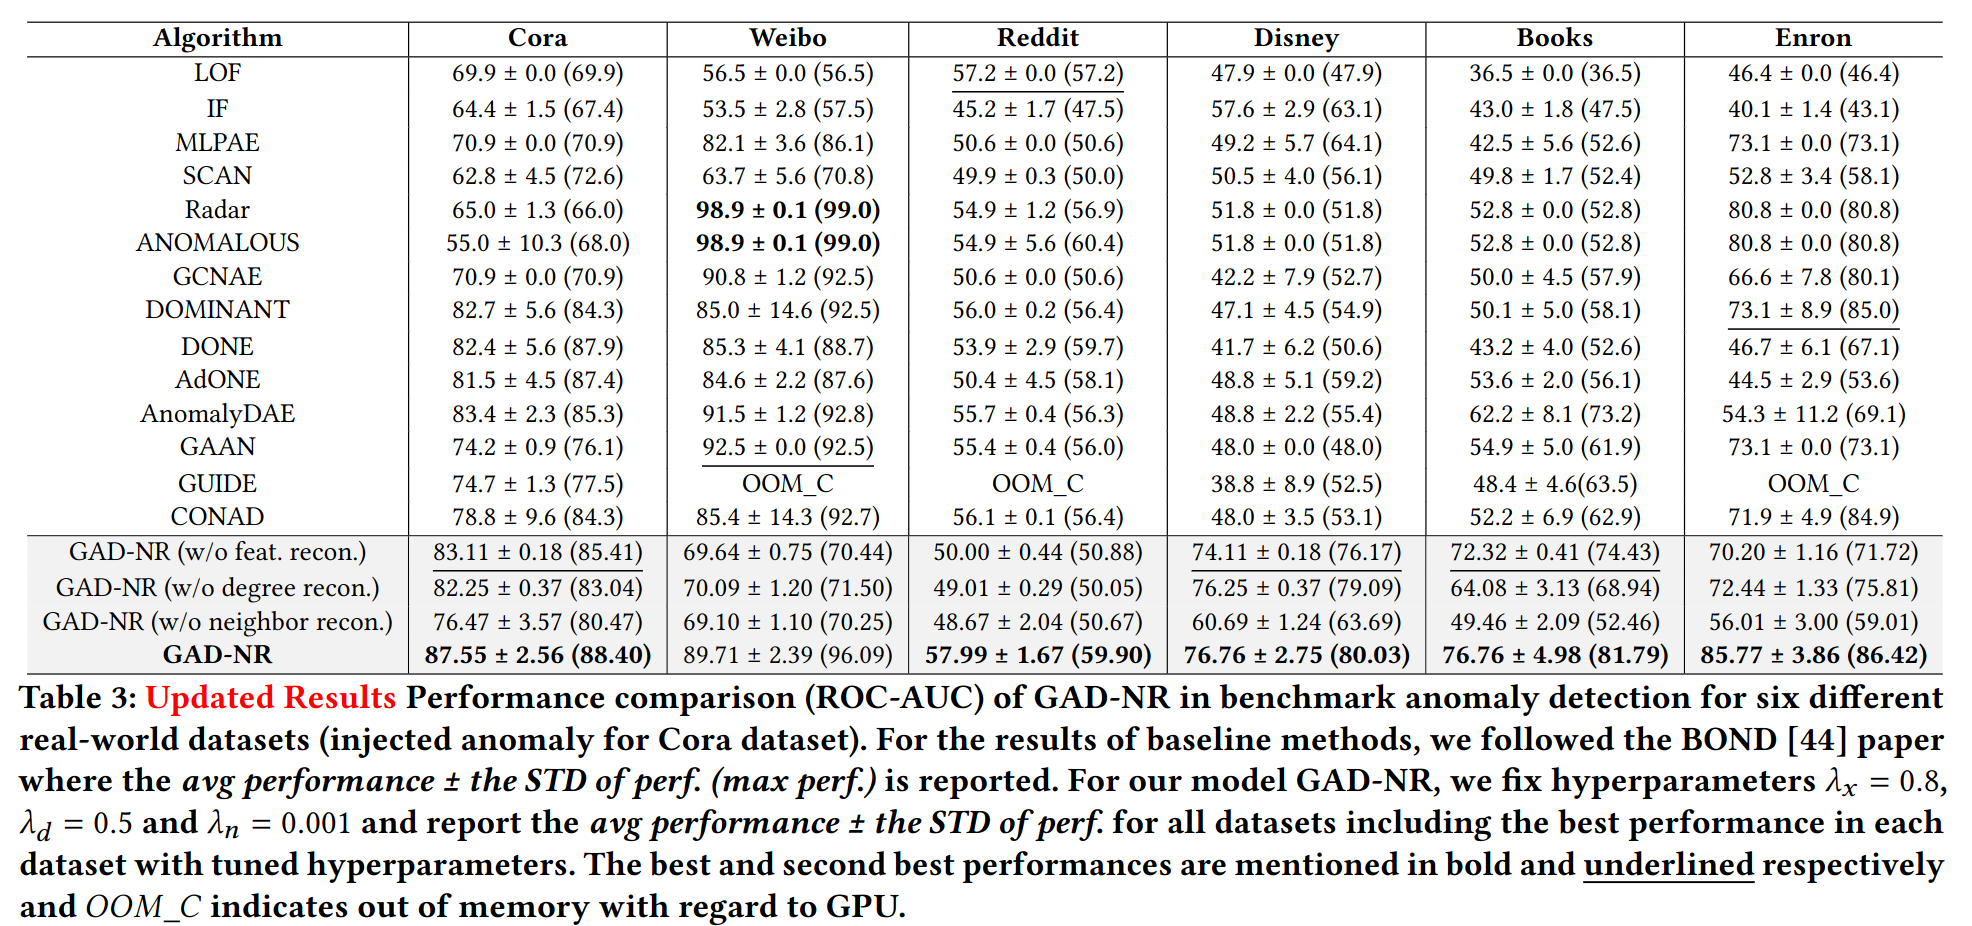 Algorithm Cora Weibo Reddit Disney Books Enron
LOF 69.9 ± 0.0 (69.9) 56.5 ± 0.0 (56.5) 57.2 ± 0.0 (57.2) 47.9 ± 0.0 (47.9) 36.5 ± 0.0 (36.5) 46.4 ± 0.0 (46.4)
IF 64.4 ± 1.5 (67.4) 53.5 ± 2.8 (57.5) 45.2 ± 1.7 (47.5) 57.6 ± 2.9 (63.1) 43.0 ± 1.8 (47.5) 40.1 ± 1.4 (43.1)
MLPAE 70.9 ± 0.0 (70.9) 82.1 ± 3.6 (86.1) 50.6 ± 0.0 (50.6) 49.2 ± 5.7 (64.1) 42.5 ± 5.6 (52.6) 73.1 ± 0.0 (73.1)
SCAN 62.8 ± 4.5 (72.6) 63.7 ± 5.6 (70.8) 49.9 ± 0.3 (50.0) 50.5 ± 4.0 (56.1) 49.8 ± 1.7 (52.4) 52.8 ± 3.4 (58.1)
Radar 65.0 ± 1.3 (66.0) 98.9 ± 0.1 (99.0) 54.9 ± 1.2 (56.9) 51.8 ± 0.0 (51.8) 52.8 ± 0.0 (52.8) 80.8 ± 0.0 (80.8)
ANOMALOUS 55.0 ± 10.3 (68.0) 98.9 ± 0.1 (99.0) 54.9 ± 5.6 (60.4) 51.8 ± 0.0 (51.8) 52.8 ± 0.0 (52.8) 80.8 ± 0.0 (80.8)
GCNAE 70.9 ± 0.0 (70.9) 90.8 ± 1.2 (92.5) 50.6 ± 0.0 (50.6) 42.2 ± 7.9 (52.7) 50.0 ± 4.5 (57.9) 66.6 ± 7.8 (80.1)
DOMINANT 82.7 ± 5.6 (84.3) 85.0 ± 14.6 (92.5) 56.0 ± 0.2 (56.4) 47.1 ± 4.5 (54.9) 50.1 ± 5.0 (58.1) 73.1 ± 8.9 (85.0)
DONE 82.4 ± 5.6 (87.9) 85.3 ± 4.1 (88.7) 53.9 ± 2.9 (59.7) 41.7 ± 6.2 (50.6) 43.2 ± 4.0 (52.6) 46.7 ± 6.1 (67.1)
AdONE 81.5 ± 4.5 (87.4) 84.6 ± 2.2 (87.6) 50.4 ± 4.5 (58.1) 48.8 ± 5.1 (59.2) 53.6 ± 2.0 (56.1) 44.5 ± 2.9 (53.6)
AnomalyDAE 83.4 ± 2.3 (85.3) 91.5 ± 1.2 (92.8) 55.7 ± 0.4 (56.3) 48.8 ± 2.2 (55.4) 62.2 ± 8.1 (73.2) 54.3 ± 11.2 (69.1)
GAAN 74.2 ± 0.9 (76.1) 92.5 ± 0.0 (92.5) 55.4 ± 0.4 (56.0) 48.0 ± 0.0 (48.0) 54.9 ± 5.0 (61.9) 73.1 ± 0.0 (73.1)
GUIDE 74.7 ± 1.3 (77.5) OOM_C OOM_C 38.8 ± 8.9 (52.5) 48.4 ± 4.6(63.5) OOM_C
CONAD 78.8 ± 9.6 (84.3) 85.4 ± 14.3 (92.7) 56.1 ± 0.1 (56.4) 48.0 ± 3.5 (53.1) 52.2 ± 6.9 (62.9) 71.9 ± 4.9 (84.9)
GAD-NR (w/o feat. recon.) 83.11 ± 0.18 (85.41) 69.64 ± 0.75 (70.44) 50.00 ± 0.44 (50.88) 74.11 ± 0.18 (76.17) 72.32 ± 0.41 (74.43) 70.20 ± 1.16 (71.72)
GAD-NR (w/o degree recon.) 82.25 ± 0.37 (83.04) 70.09 ± 1.20 (71.50) 49.01 ± 0.29 (50.05) 76.25 ± 0.37 (79.09) 64.08 ± 3.13 (68.94) 72.44 ± 1.33 (75.81)
GAD-NR (w/o neighbor recon.) 76.47 ± 3.57 (80.47) 69.10 ± 1.10 (70.25) 48.67 ± 2.04 (50.67) 60.69 ± 1.24 (63.69) 49.46 ± 2.09 (52.46) 56.01 ± 3.00 (59.01)
GAD-NR 87.55 ± 2.56 (88.40) 89.71 ± 2.39 (96.09) 57.99 ± 1.67 (59.90) 76.76 ± 2.75 (80.03) 76.76 ± 4.98 (81.79) 85.77 ± 3.86 (86.42)
Table 3: Updated Results Performance comparison (ROC-AUC) of GAD-NR in benchmark anomaly detection for six different
real-world datasets (injected anomaly for Cora dataset). For the results of baseline methods, we followed the BOND [44] paper
where the avg performance ± the STD of perf. (max perf.) is reported. For our model GAD-NR, we fix hyperparameters λx = 0.8,
λd = 0.5 and λn = 0.001 and report the avg performance ± the STD of perf. for all datasets including the best performance in each
dataset with tuned hyperparameters. The best and second best performances are mentioned in bold and underlined respectively
and OOM_C indicates out of memory with regard to GPU.